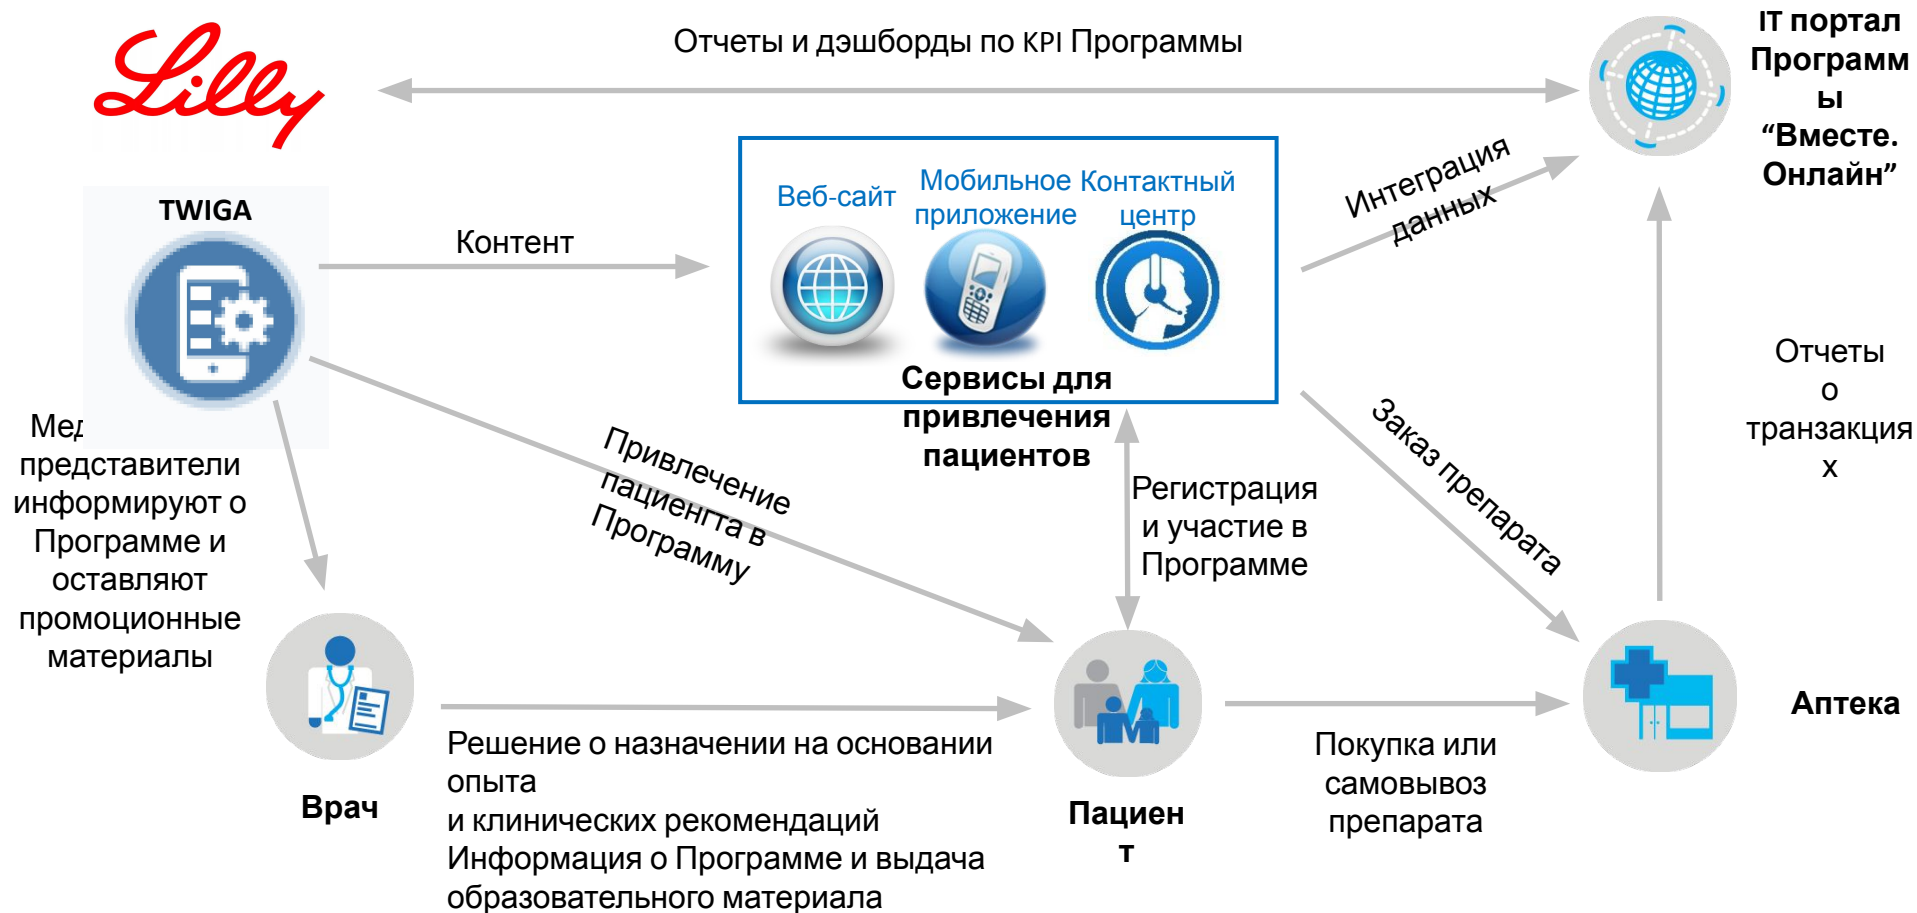 Lilly
Отчеты и дэшборды по KPI Программы
IT портал
Программ
ы
“Вместе.
Онлайн”
TWIGA
Контент
Веб-сайт
Мобильное
приложение
Контактный
центр
Сервисы для
привлечения
пациентов
Интеграция
данных
Отчеты
о
транзакция
х
представители
информируют о
Программе и
оставляют
промоционные
материалы
Привлечение
пациенгта в
Программу
Регистрация
и участие в
Программе
Заказ препарата
Врач
Решение о назначении на основании
опыта
и клинических рекомендаций
Информация о Программе и выдача
образовательного материала
Пациен
т
Покупка или
самовывоз
препарата
Аптека